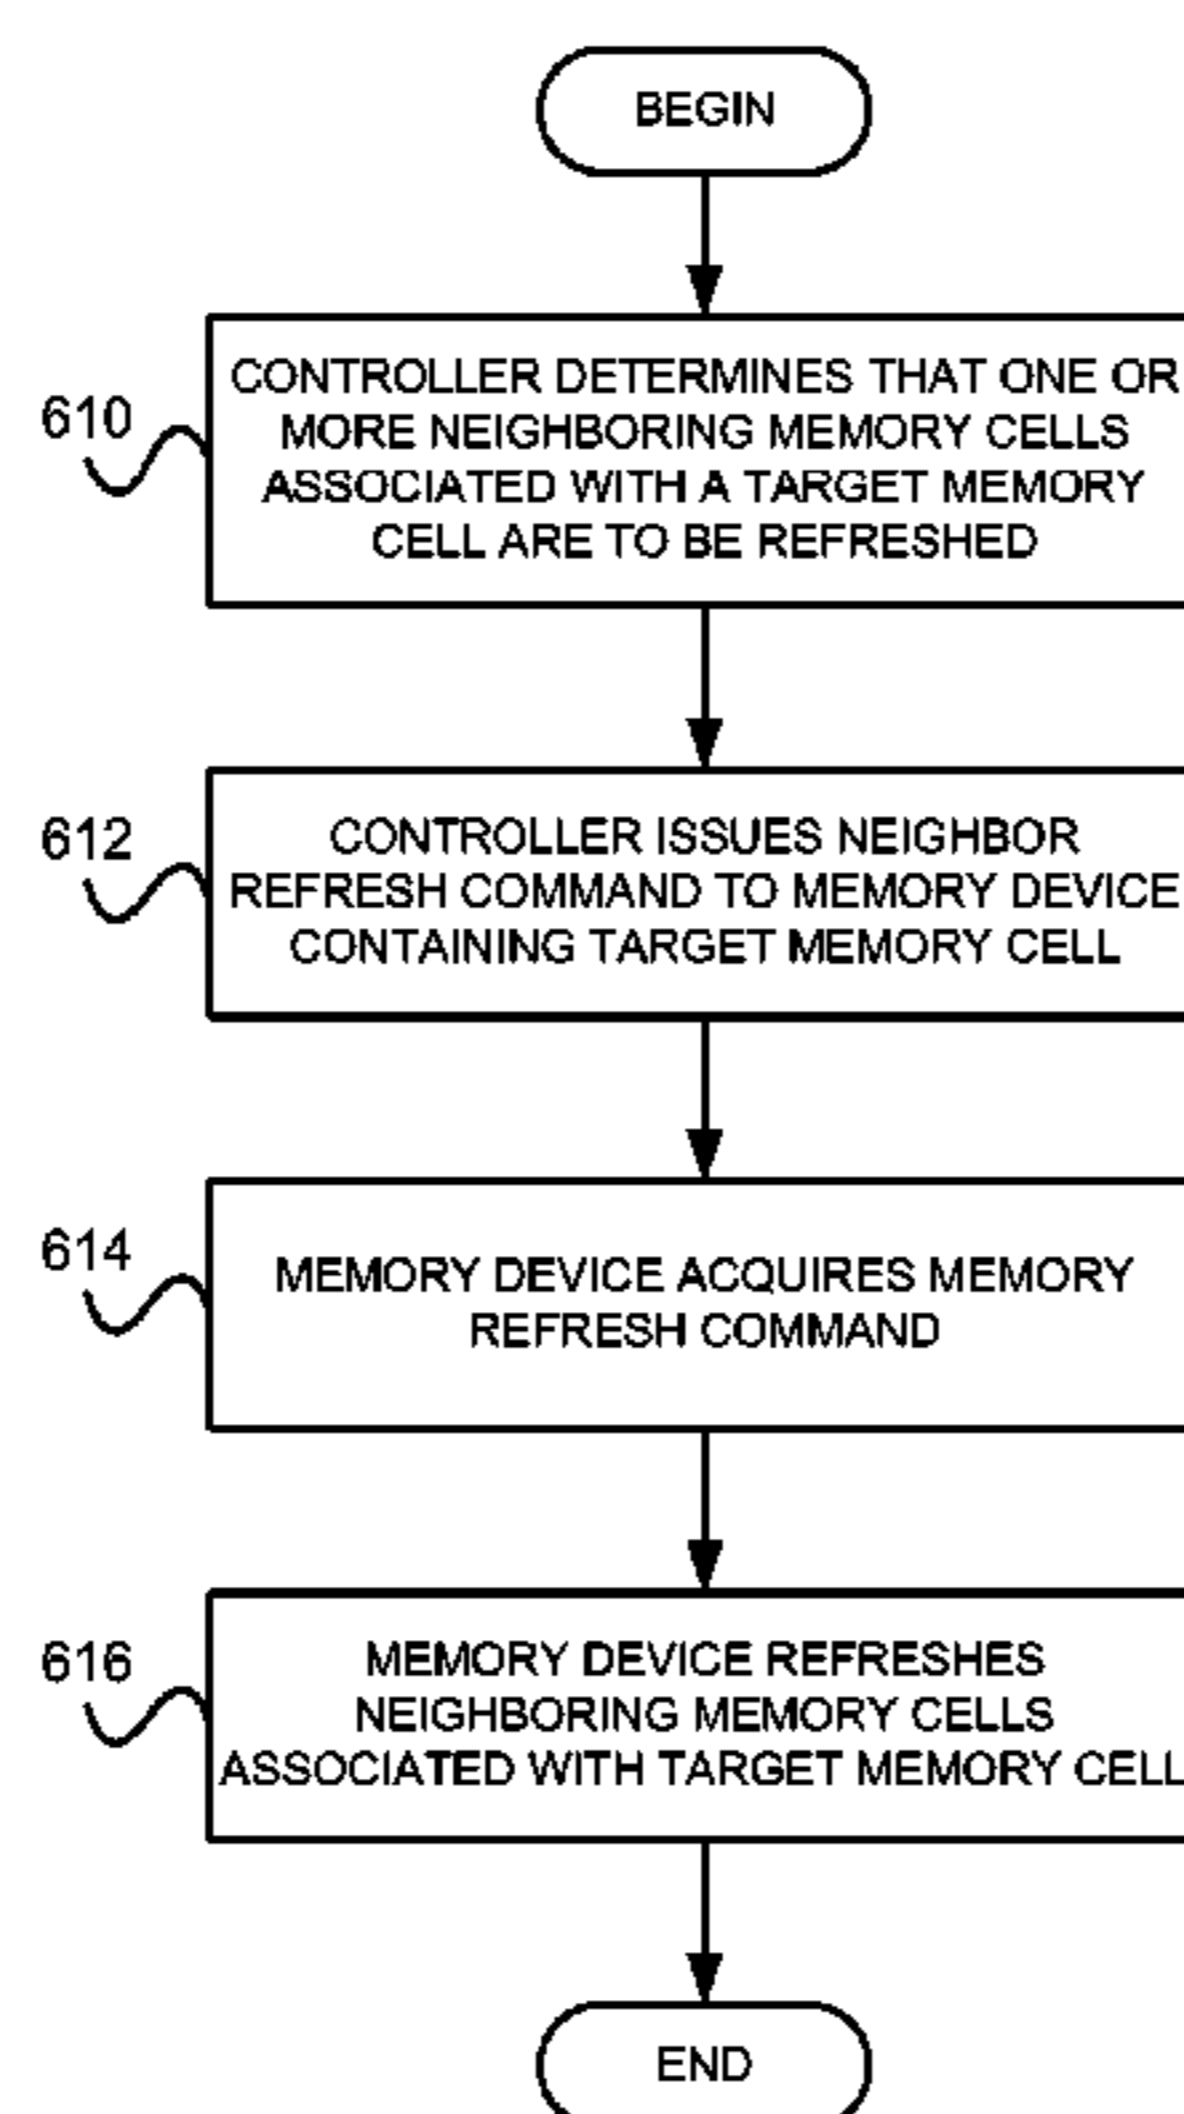 BEGIN
610
CONTROLLER DETERMINES THAT ONE OR
MORE NEIGHBORING MEMORY CELLS
ASSOCIATED WITH A TARGET MEMORY
CELL ARE TO BE REFRESHED
612
CONTROLLER ISSUES NEIGHBOR
REFRESH COMMAND TO MEMORY DEVICE
CONTAINING TARGET MEMORY CELL
614
MEMORY DEVICE ACQUIRES MEMORY
REFRESH COMMAND
616
MEMORY DEVICE REFRESHES
NEIGHBORING MEMORY CELLS
ASSOCIATED WITH TARGET MEMORY CELL
END